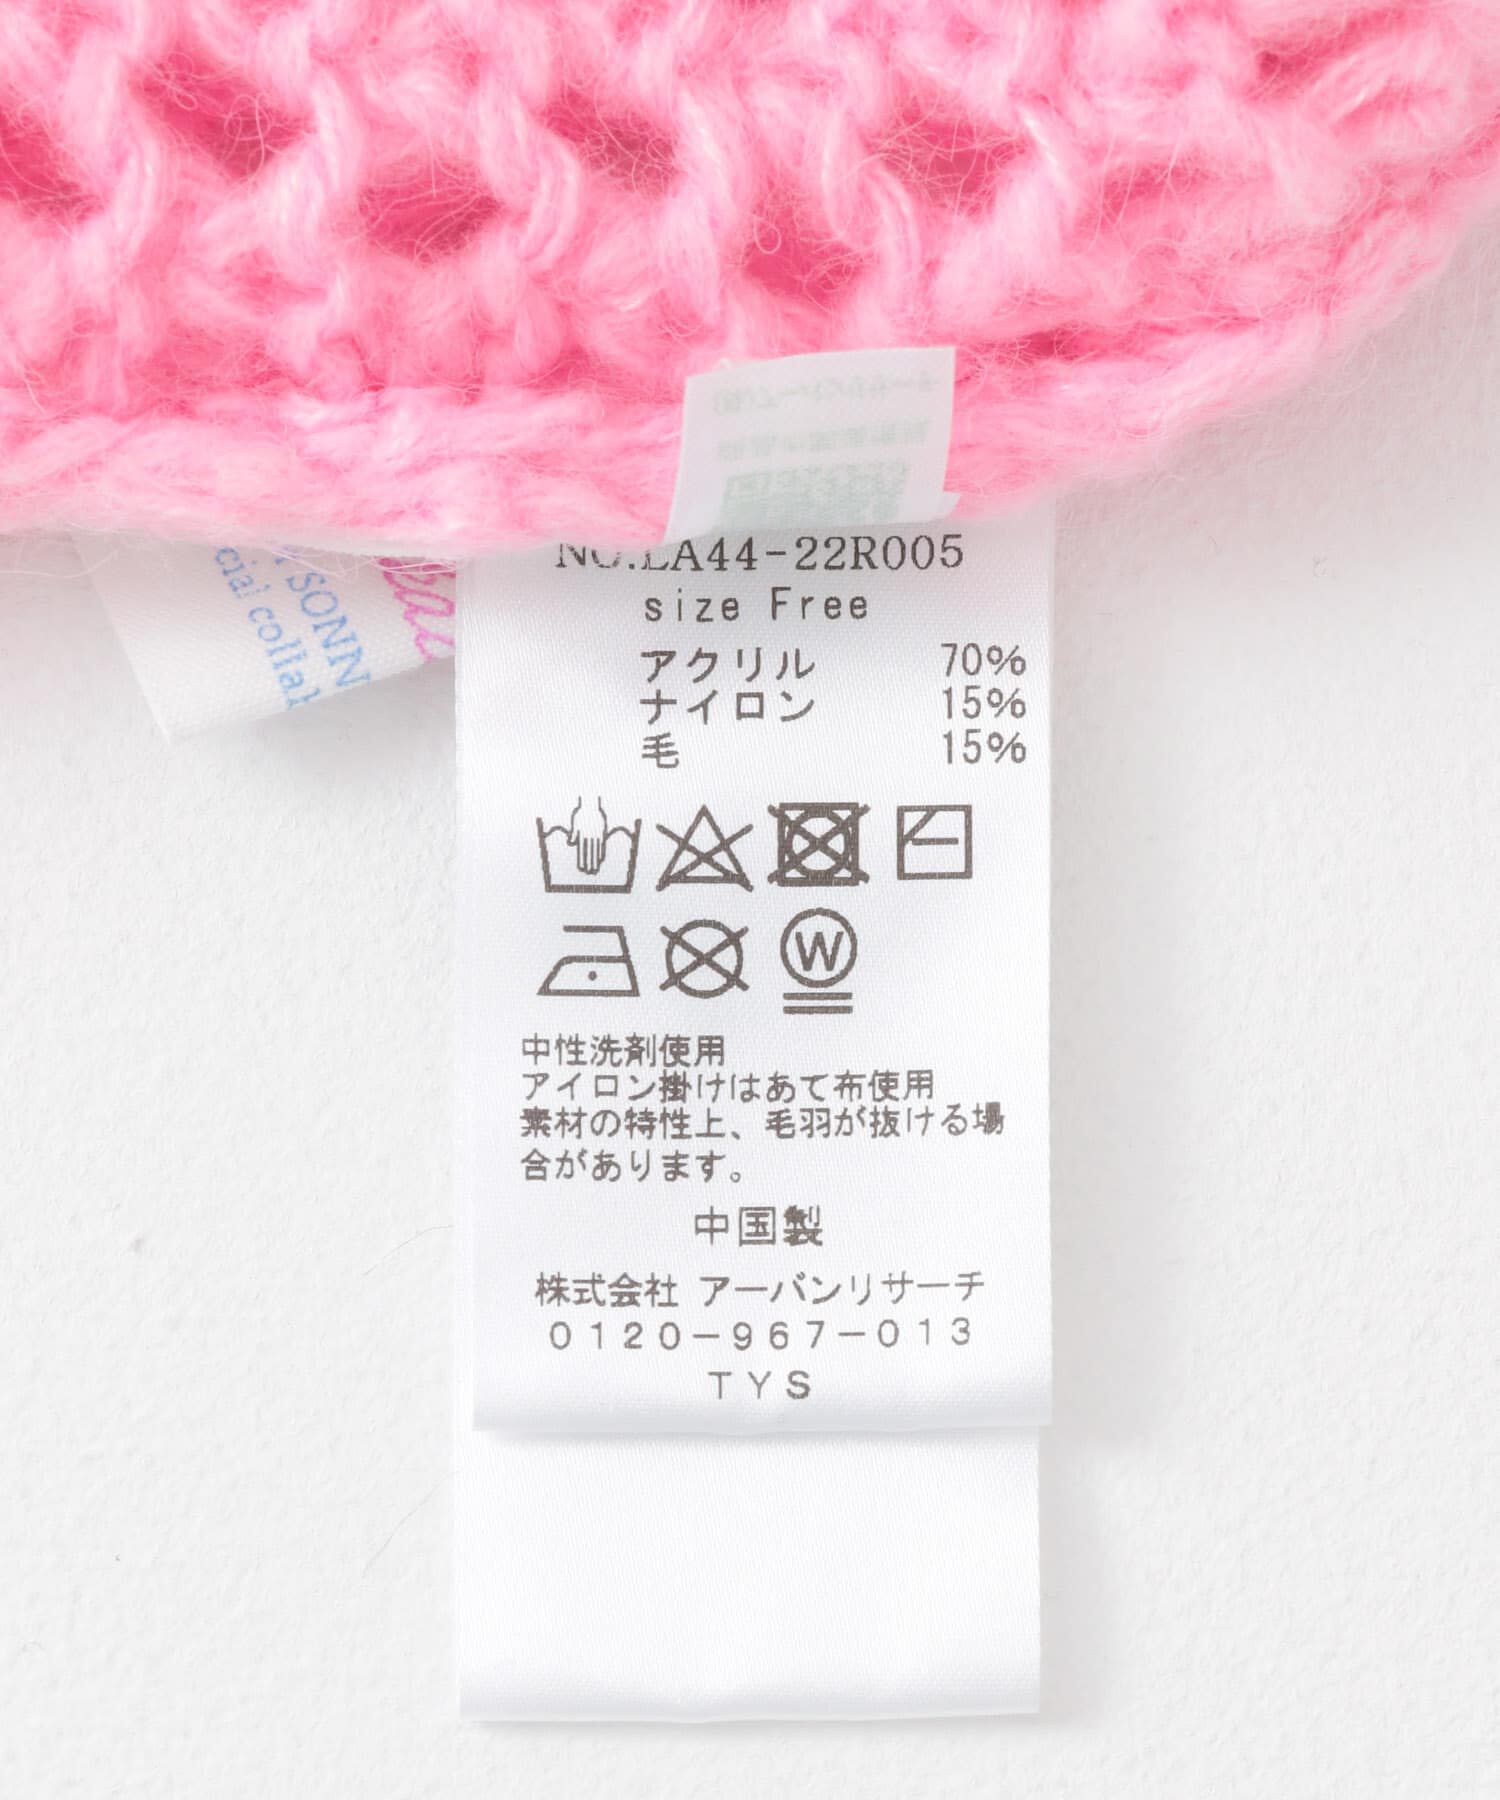 NO.LA44-22R005
size Free
アクリル 70%
ナイロン 15%
毛 15%
W
中性洗剤使用
アイロン掛けはあて布使用
素材の特性上、毛羽が抜ける場
合があります。
中国製
株式会社 アーバンリサーチ
0120-967-013
TYS
SONN
cial collab